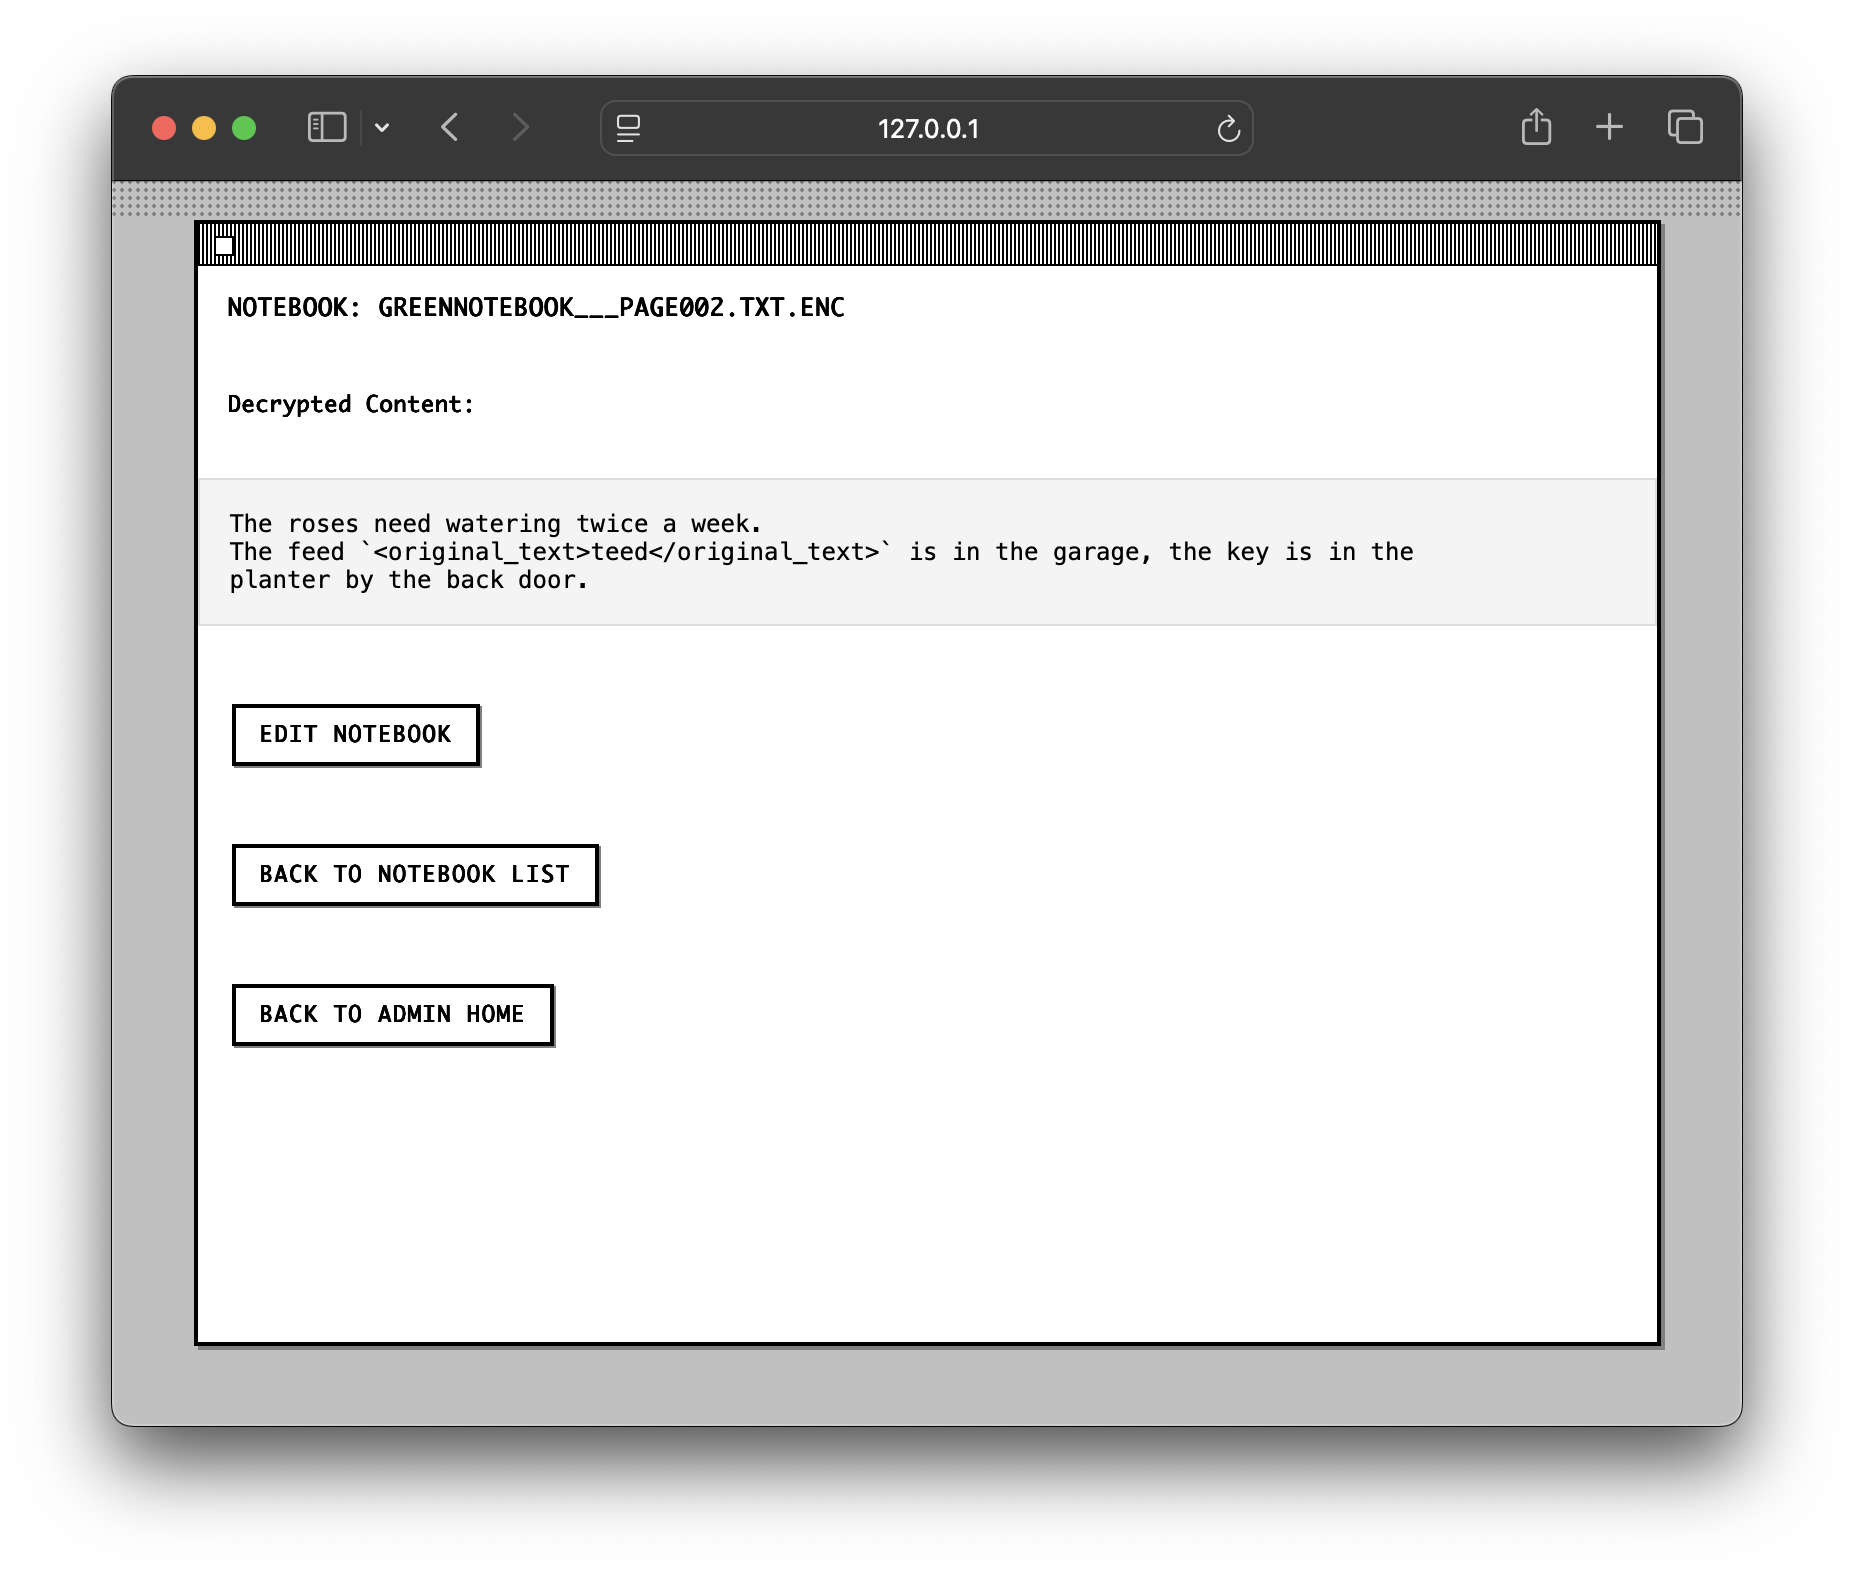 127.0.0.1
NOTEBOOK: GREENNOTEBOOK___PAGE002.TXT.ENC
Decrypted Content:
The roses need watering twice a week.
The feed `<original_text>teed</original_text>` is in the garage, the key is in the
planter by the back door.
EDIT NOTEBOOK
BACK TO NOTEBOOK LIST
BACK TO ADMIN HOME